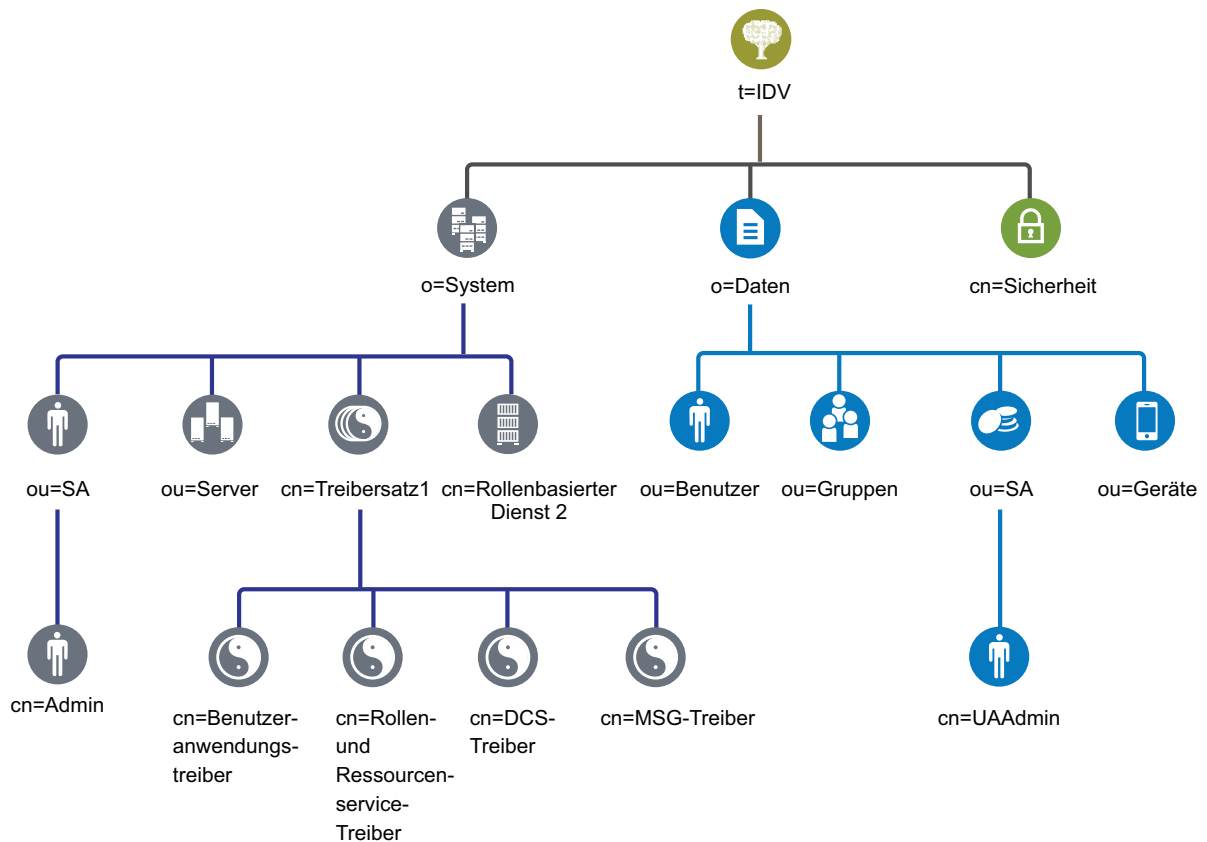 t=IDV
o=System
o=Daten
cn=Sicherheit
ou=SA
ou=Server
cn=Treibersatz1
cn=Rollenbasierter
Dienst 2
ou=Benutzer
ou=Gruppen
ou=SA
ou=Geräte
cn=Admin
cn=Benutzer-
anwendungs-
treiber
cn=Rollen-
und
Ressourcen-
service-
Treiber
cn=DCS-
Treiber
cn=MSG-Treiber
cn=UAAdmin